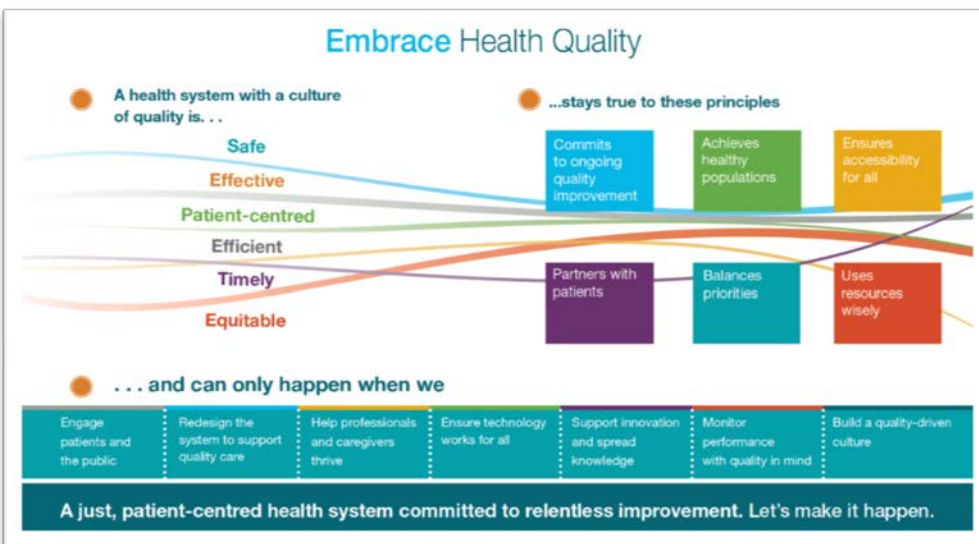 Embrace Health Quality
A health system with a culture
of quality is. . .
Safe
Effective
Patient-centred
Efficient
Timely
Equitable
...stays true to these principles
Commits
to ongoing
quality
improvement
Achieves
healthy
populations
Ensures
accessibility
for all
Partners with
patients
Balances
priorities
Uses
resources
wisely
. . . and can only happen when we
Engage
patients and
the public
Redesign the
system to support
quality care
Help professionals
and caregivers
thrive
Ensure technology
works for all
Support innovation
and spread
knowledge
Monitor
performance
with quality in mind
Build a quality-driven
culture
A just, patient-centred health system committed to relentless improvement. Let's make it happen.